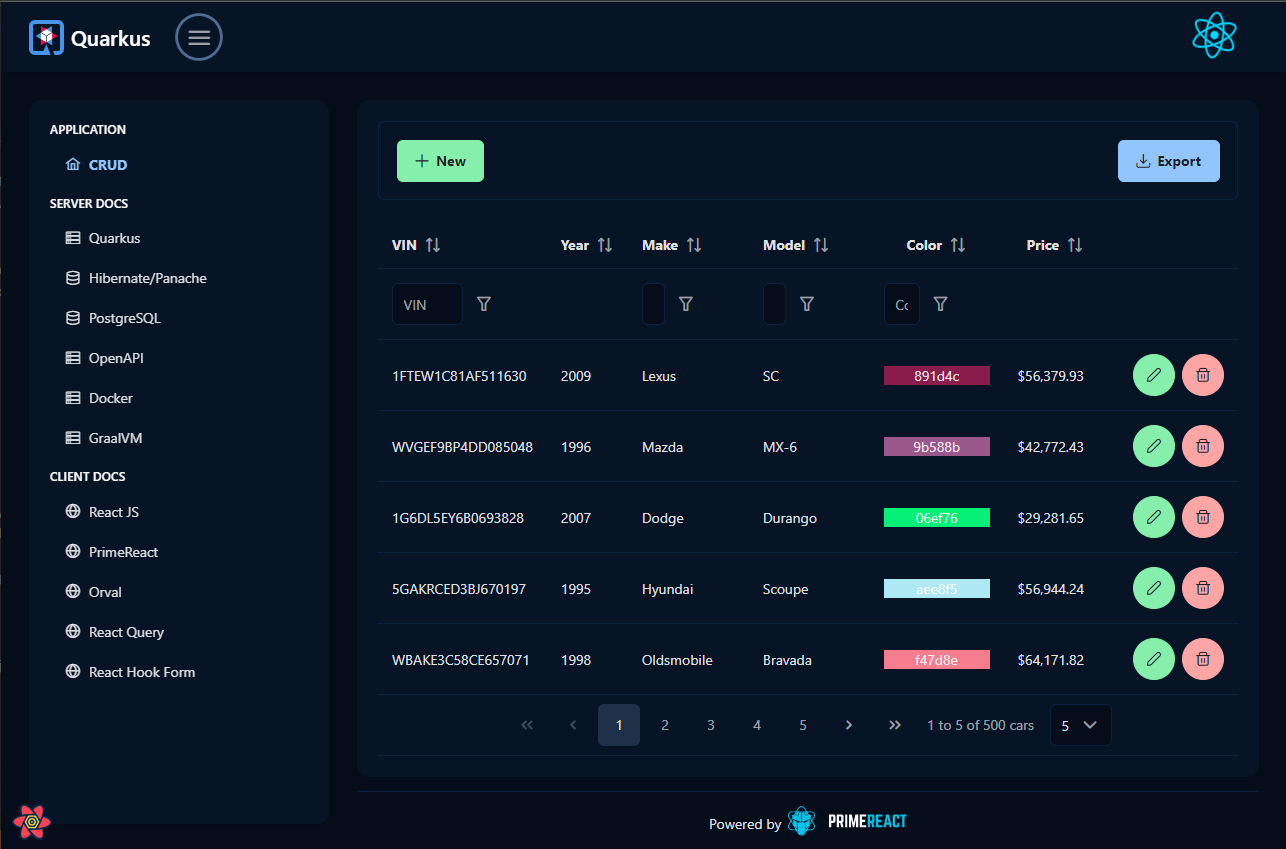 Quarkus
APPLICATION
CRUD
SERVER DOCS
Quarkus
Hibernate/Panache
PostgreSQL
OpenAPI
Docker
GraalVM
CLIENT DOCS
React JS
PrimeReact
Orval
React Query
React Hook Form
New
Export
VIN Year Make Model Color Price
VIN Co
1FTEW1C81AF511630 2009 Lexus SC 891d4c $56,379.93
WVGEF9BP4DD085048 1996 Mazda MX-6 9b588b $42,772.43
1G6DL5EY6B0693828 2007 Dodge Durango 06ef76 $29,281.65
5GAKRCED3BJ670197 1995 Hyundai Scoupe aee8f5 $56,944.24
WBAKE3C58CE657071 1998 Oldsmobile Bravada f47d8e $64,171.82
1 2 3 4 5 1 to 5 of 500 cars 5
Powered by PRIMEREACT